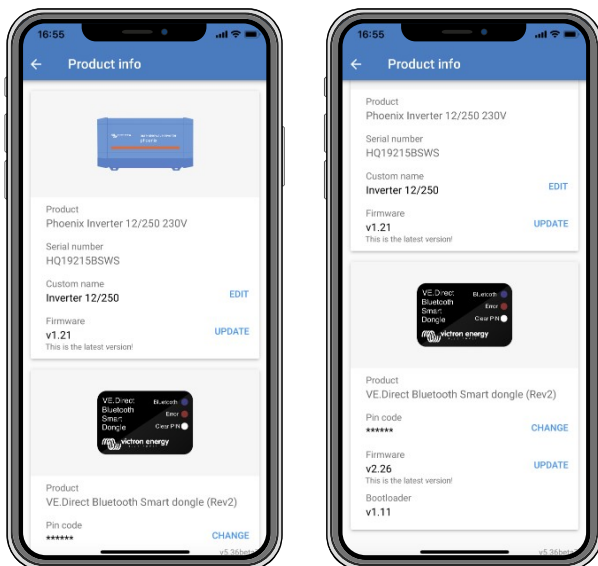 16:55
Product info
Product
Phoenix Inverter 12/250 230V
Serial number
HQ19215BSWS
Custom name
Inverter 12/250
EDIT
Firmware
v1.21
UPDATE
This is the latest version!
VE.Direct Bluetooth
Bluetooth
Smart Error
Dongle Clear PIN
victron energy
Product
VE.Direct Bluetooth Smart dongle (Rev2)
Pin code
******
CHANGE
v5.36beta
16:55
Product info
Product
Phoenix Inverter 12/250 230V
Serial number
HQ19215BSWS
Custom name
Inverter 12/250
EDIT
Firmware
v1.21
UPDATE
This is the latest version!
VE.Direct Bluetooth
Bluetooth
Smart Error
Dongle Clear PIN
victron energy
Product
VE.Direct Bluetooth Smart dongle (Rev2)
Pin code
******
CHANGE
Firmware
v2.26
UPDATE
This is the latest version!
Bootloader
v1.11